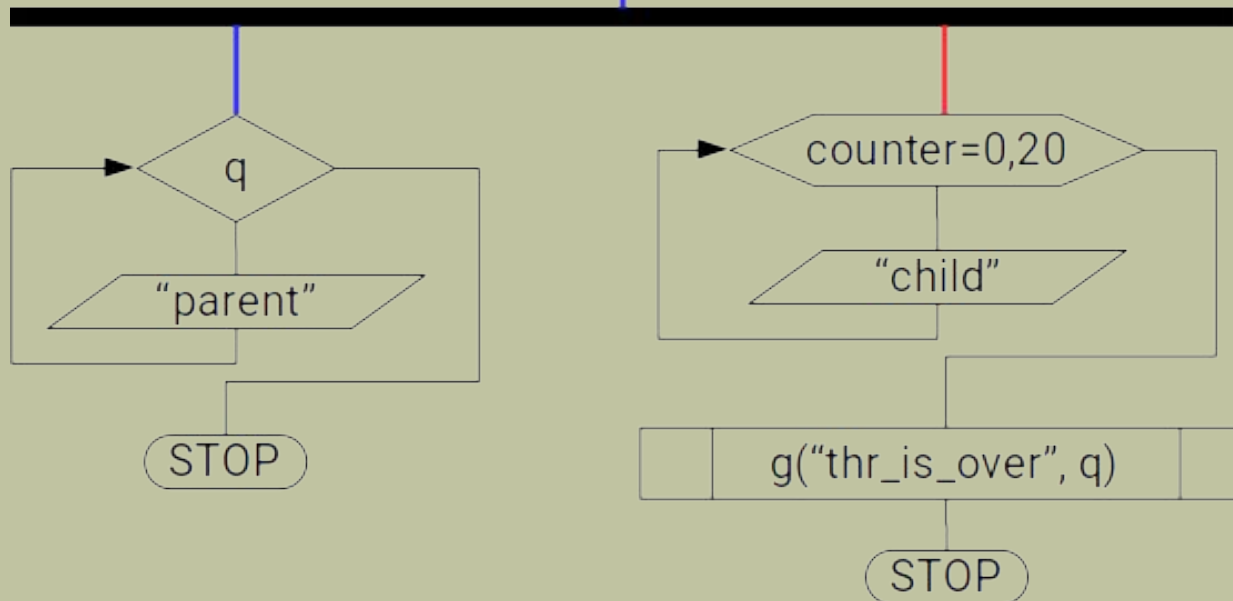 q
“parent”
STOP
counter=0,20
“child”
g(“thr_is_over”, q)
STOP